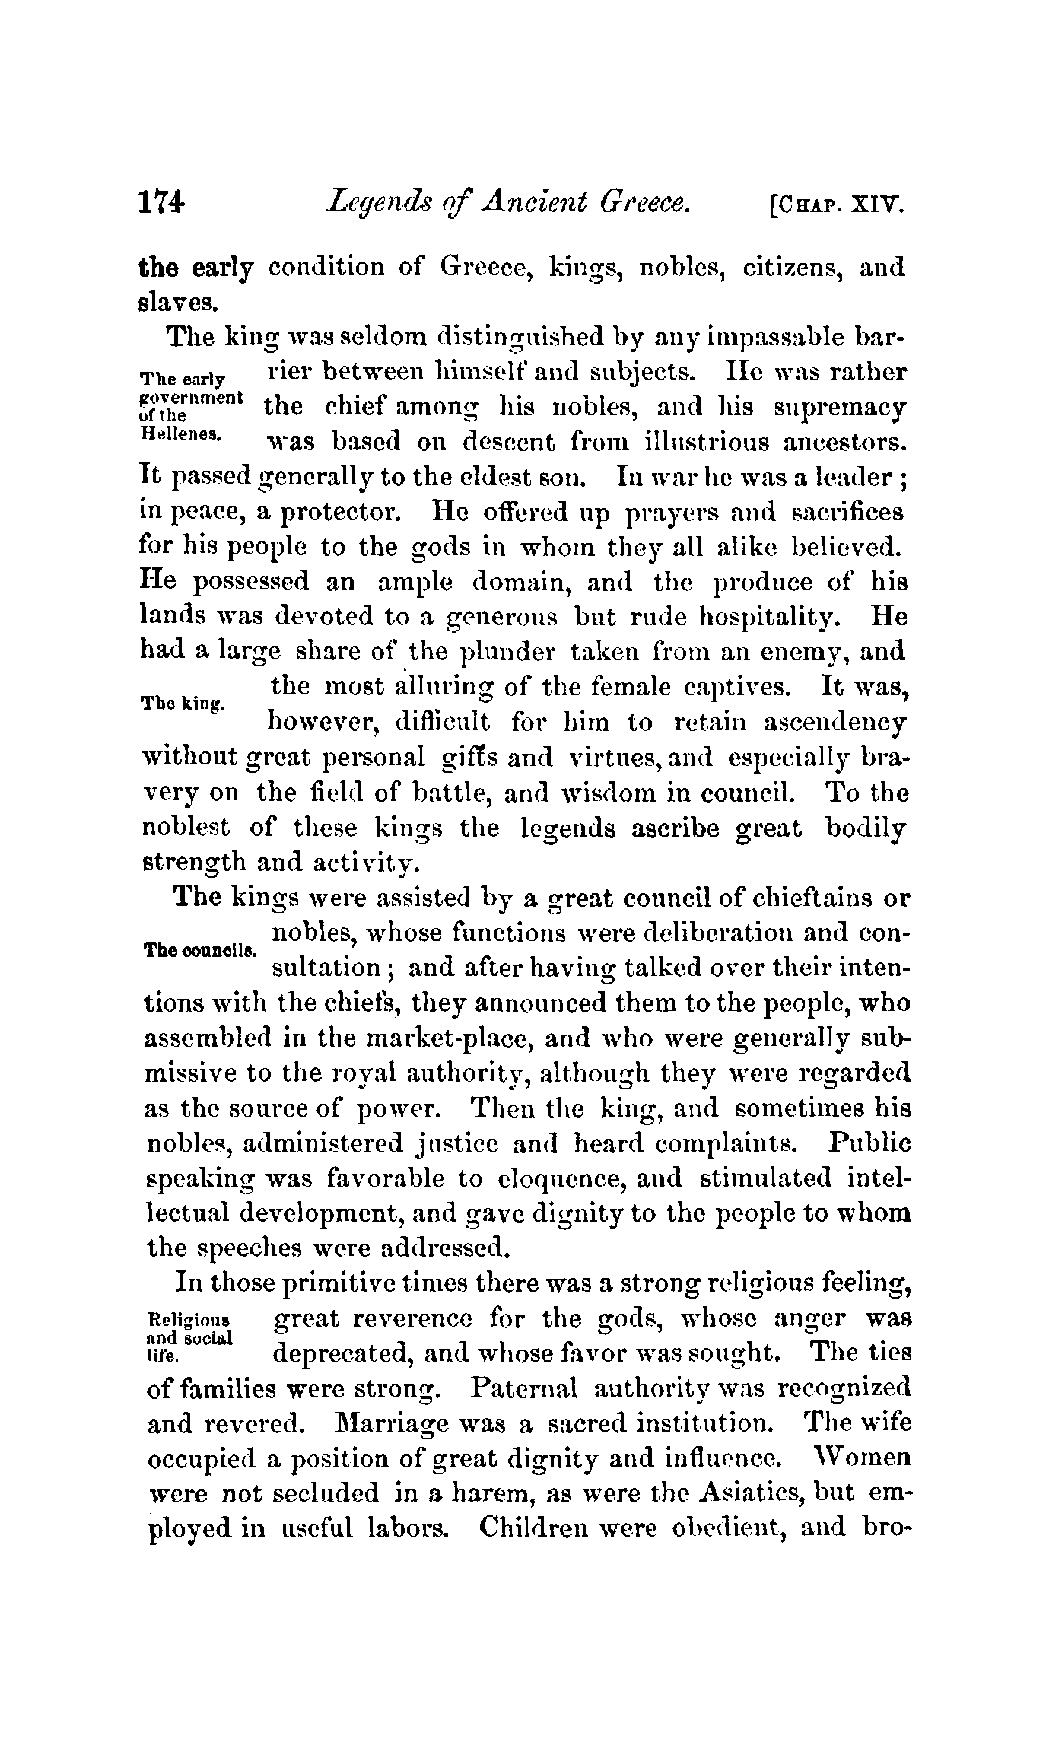 174 Legends of Ancient Greece. [CHAP. XIV.
the early condition of Greece, kings, nobles, citizens, and
slaves.
The king was seldom distinguished by any impassable bar-
The early
government
of the
Hellenes.
rier between himself and subjects. He was rather
the chief among his nobles, and his supremacy
was based on descent from illustrious ancestors.
It passed generally to the eldest son. In war he was a leader ;
in peace, a protector. He offered up prayers and sacrifices
for his people to the gods in whom they all alike believed.
He possessed an ample domain, and the produce of his
lands was devoted to a generous but rude hospitality. He
had a large share of the plunder taken from an enemy, and
The king.
the most alluring of the female captives. It was,
however, difficult for him to retain ascendency
without great personal gifts and virtues, and especially bra-
very on the field of battle, and wisdom in council. To the
noblest of these kings the legends ascribe great bodily
strength and activity.
The kings were assisted by a great council of chieftains or
The councils.
nobles, whose functions were deliberation and con-
sultation ; and after having talked over their inten-
tions with the chiefs, they announced them to the people, who
assembled in the market-place, and who were generally sub-
missive to the royal authority, although they were regarded
as the source of power. Then the king, and sometimes his
nobles, administered justice and heard complaints. Public
speaking was favorable to eloquence, and stimulated intel-
lectual development, and gave dignity to the people to whom
the speeches were addressed.
In those primitive times there was a strong religious feeling,
Religious
and social
life.
great reverence for the gods, whose anger was
deprecated, and whose favor was sought. The ties
of families were strong. Paternal authority was recognized
and revered. Marriage was a sacred institution. The wife
occupied a position of great dignity and influence. Women
were not secluded in a harem, as were the Asiatics, but em-
ployed in useful labors. Children were obedient, and bro-